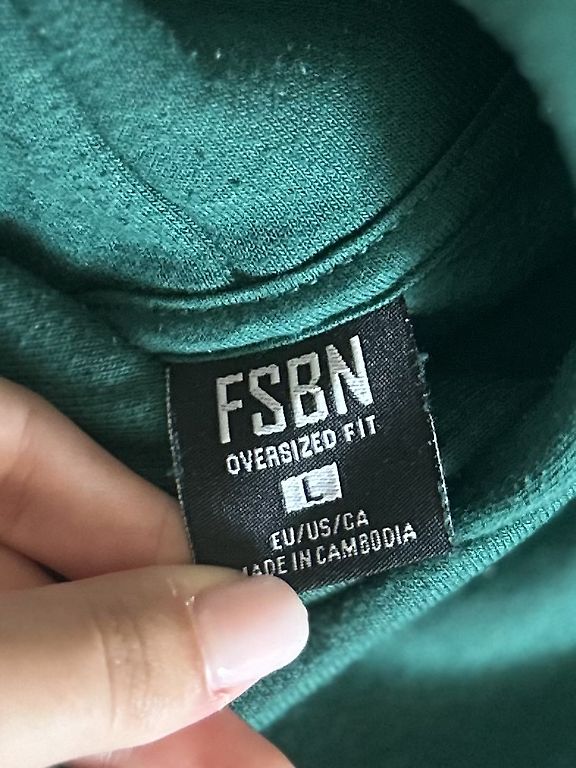 FSBN
OVERSIZED FIT
L
EU/US/CA
MADE IN CAMBODIA